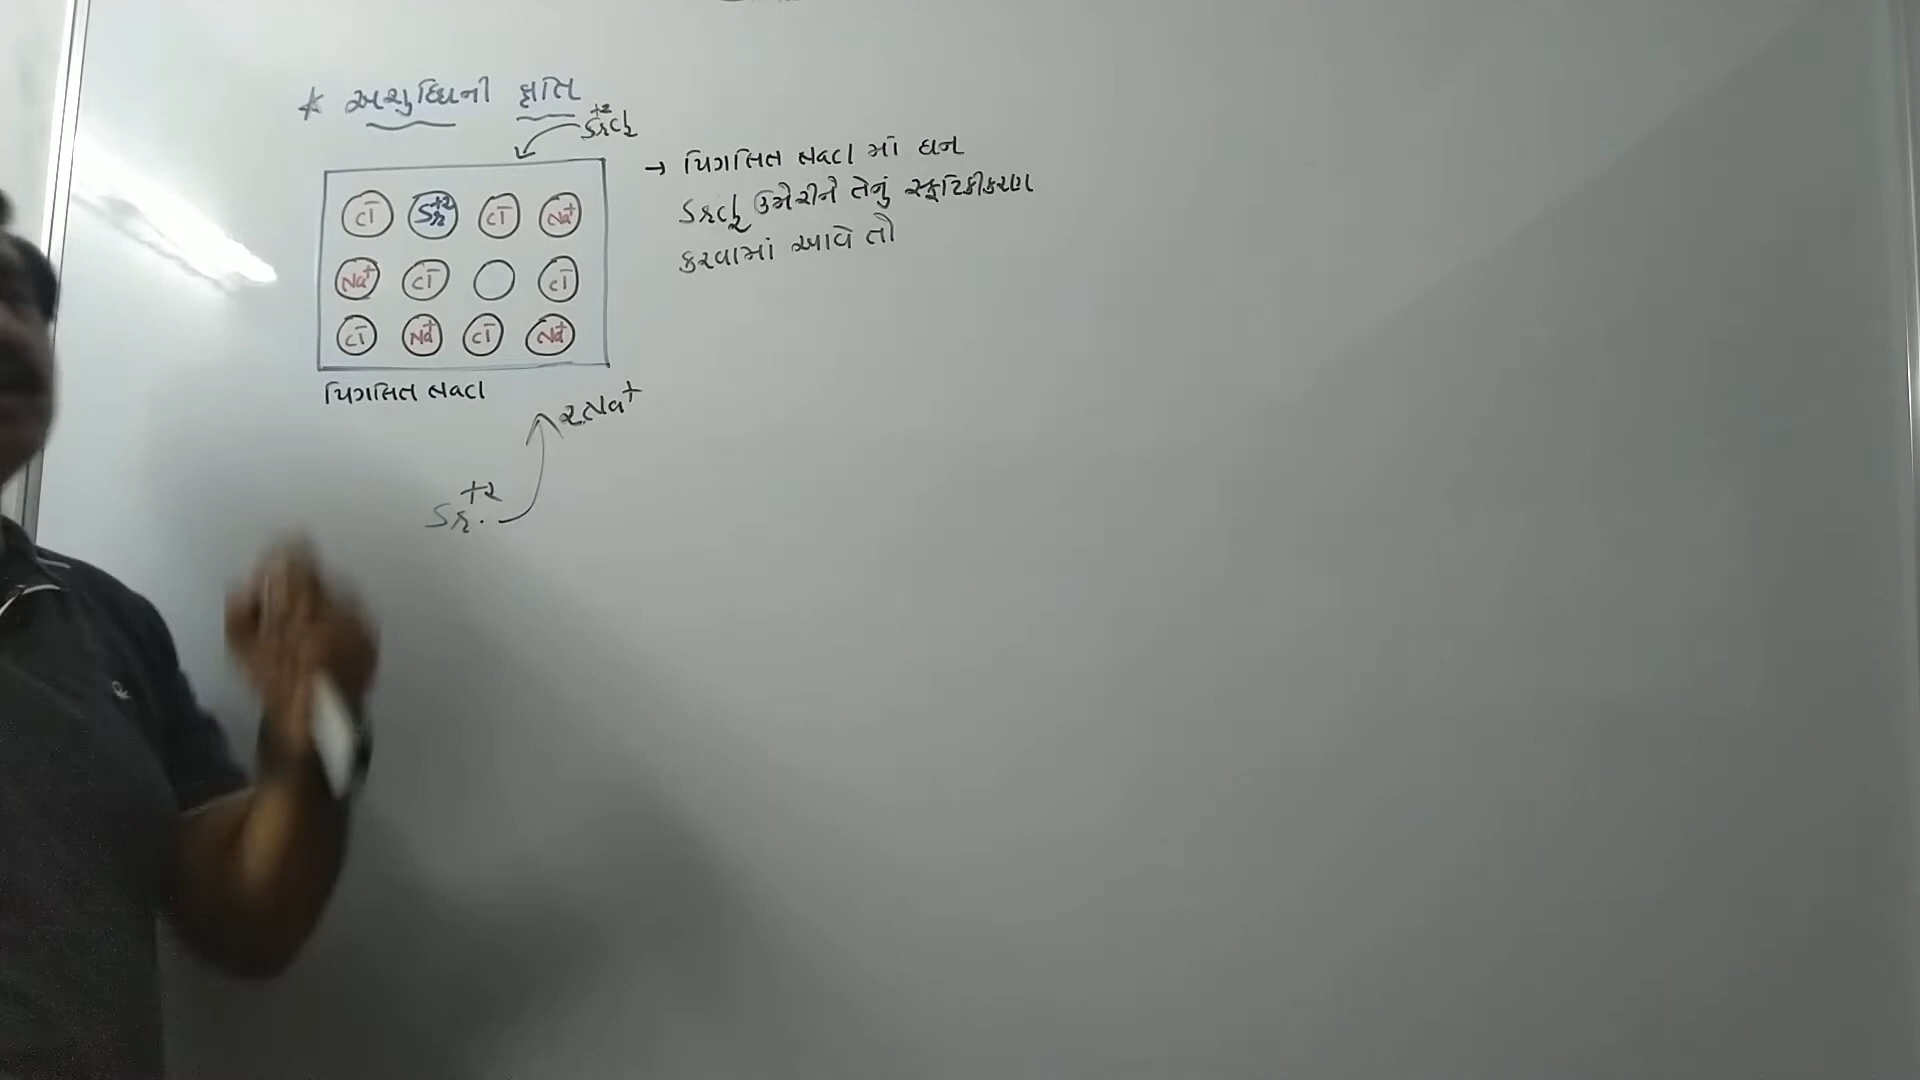 * અશુધ્ધિની ક્ષતિ
SrCl₂ +2
→ પિગલિત NaCl માં ઘન
SrCl₂ ઉમેરીને તેનું સ્ફટિકીકરણ
કરવામાં આવે તો
Cl⁻ Sr⁺² Cl⁻ Na⁺
Na⁺ Cl⁻ Cl⁻
Cl⁻ Na⁺ Cl⁻ Na⁺
પિગલિત NaCl
2Na⁺
Sr⁺²